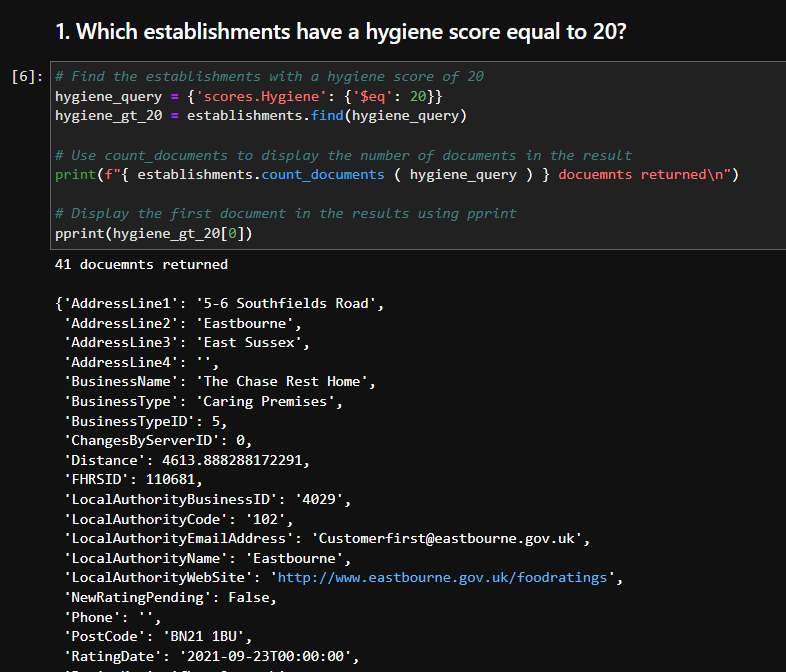 1. Which establishments have a hygiene score equal to 20?
[6]:
# Find the establishments with a hygiene score of 20
hygiene_query = {'scores.Hygiene': {'$eq': 20}}
hygiene_gt_20 = establishments.find(hygiene_query)
# Use count_documents to display the number of documents in the result
print(f"{ establishments.count_documents ( hygiene_query ) } docuemnts returned\n")
# Display the first document in the results using pprint
pprint(hygiene_gt_20[0])
41 docuemnts returned
{'AddressLine1': '5-6 Southfields Road',
'AddressLine2': 'Eastbourne',
'AddressLine3': 'East Sussex',
'AddressLine4': '',
'BusinessName': 'The Chase Rest Home',
'BusinessType': 'Caring Premises',
'BusinessTypeID': 5,
'ChangesByServerID': 0,
'Distance': 4613.888288172291,
'FHRSID': 110681,
'LocalAuthorityBusinessID': '4029',
'LocalAuthorityCode': '102',
'LocalAuthorityEmailAddress': 'Customerfirst@eastbourne.gov.uk',
'LocalAuthorityName': 'Eastbourne',
'LocalAuthorityWebSite': 'http://www.eastbourne.gov.uk/foodratings',
'NewRatingPending': False,
'Phone': '',
'PostCode': 'BN21 1BU',
'RatingDate': '2021-09-23T00:00:00',